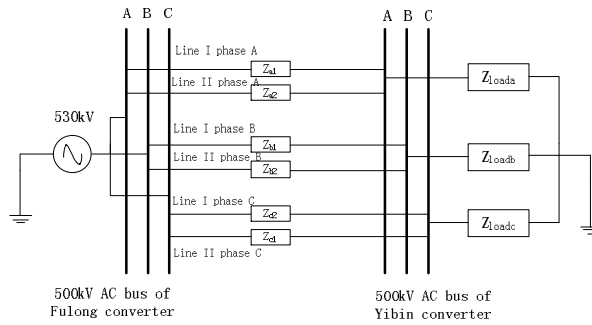 A B C
A B C
Line I phase A
Za1
Line II phase A
Za2
Zloada
530kV
Line I phase B
Zb1
Line II phase B
Zb2
Zloadb
Line I phase C
Zc2
Zloadc
Zc1
Line II phase C
500kV AC bus of
Fulong converter
500kV AC bus of
Yibin converter